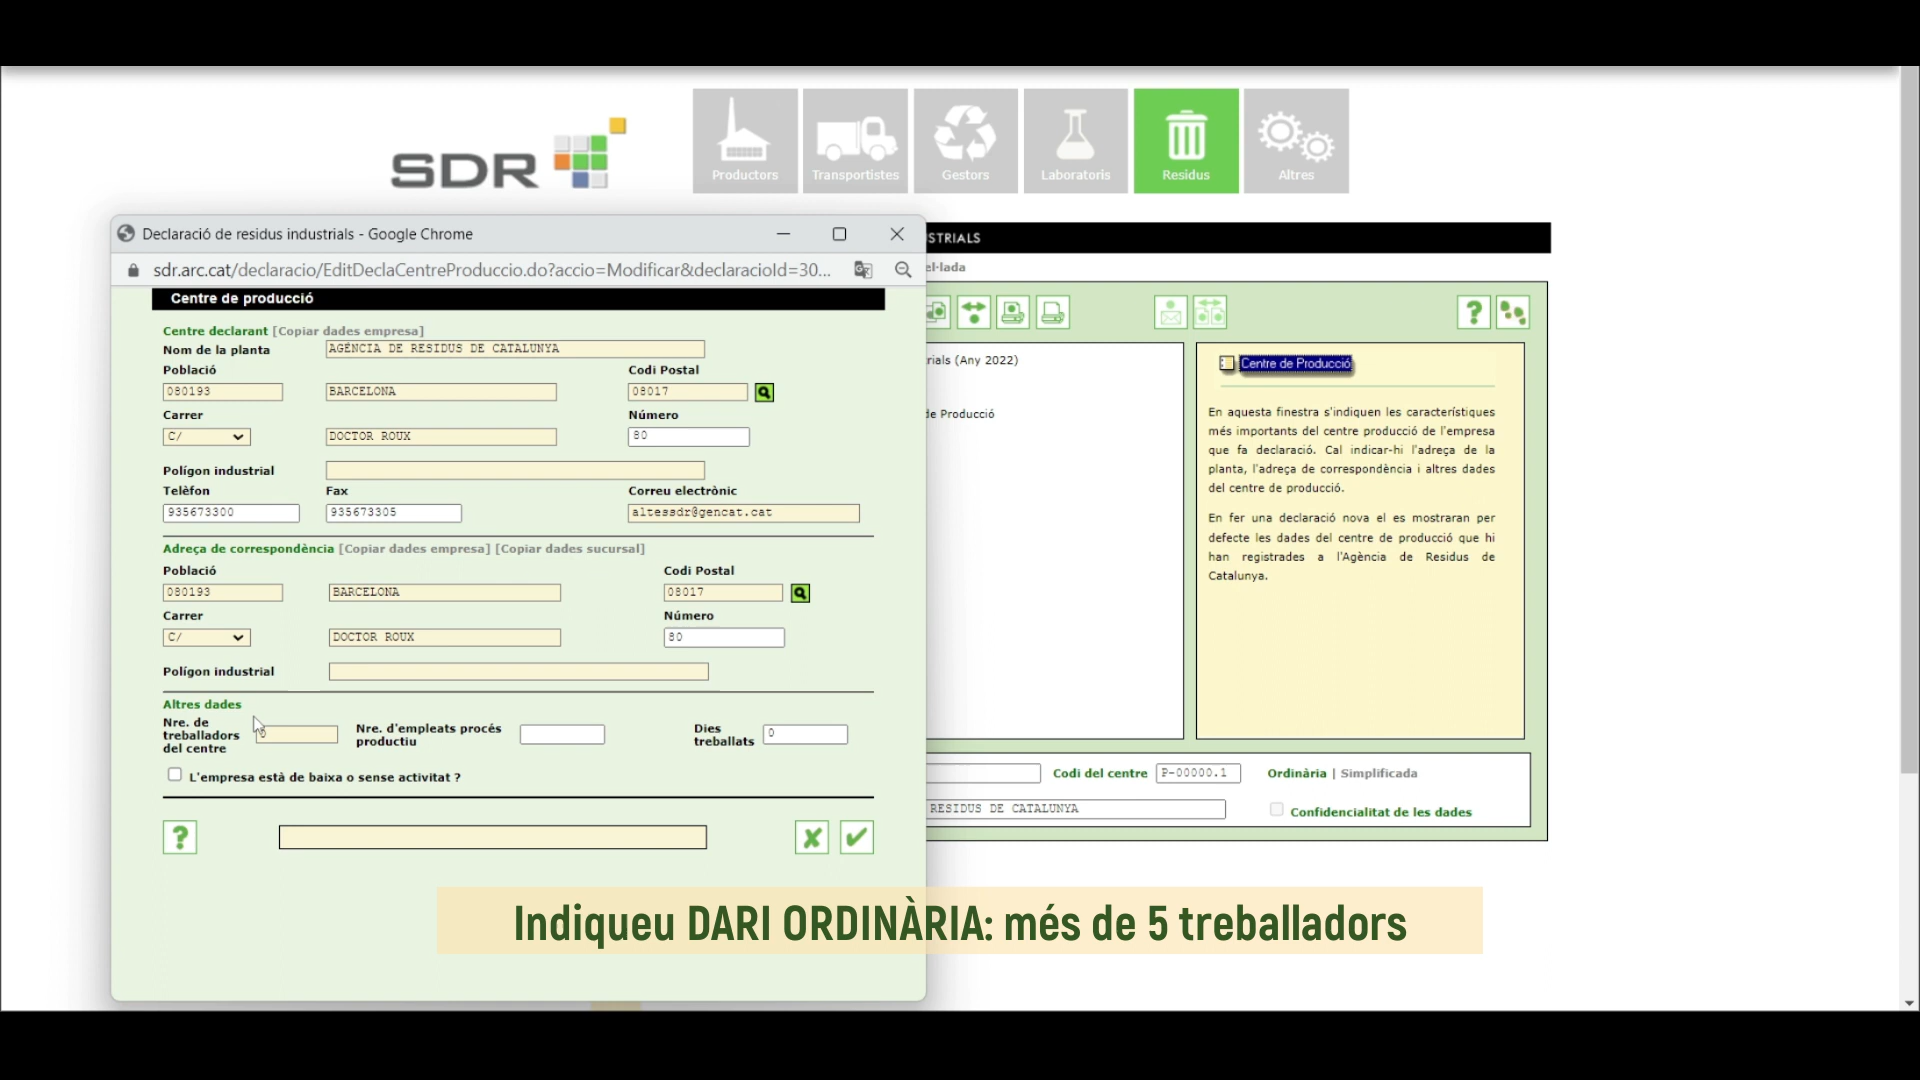 SDR
Productors
Transportistes
Gestors
Laboratoris
Residus
Altres
Declaració de residus industrials - Google Chrome
sdr.arc.cat/declaracio/EditDeclaCentreProduccio.do?accio=Modificar&declaracioId=30...
Centre de producció
Centre declarant [Copiar dades empresa]
Nom de la planta AGÈNCIA DE RESIDUS DE CATALUNYA
Població Codi Postal
080193 BARCELONA 08017
Carrer Número
C/ DOCTOR ROUX 80
Polígon industrial
Telèfon Fax Correu electrònic
935673300 935673305 altessdr@gencat.cat
Adreça de correspondència [Copiar dades empresa] [Copiar dades sucursal]
Població Codi Postal
080193 BARCELONA 08017
Carrer Número
C/ DOCTOR ROUX 80
Polígon industrial
Altres dades
Nre. de
treballadors
del centre
Nre. d'empleats procés
productiu
Dies
treballats 0
L'empresa està de baixa o sense activitat ?
?
STRIALS
el·lada
?
rials (Any 2022)
de Producció
Centre de Producció
En aquesta finestra s'indiquen les característiques
més importants del centre producció de l'empresa
que fa declaració. Cal indicar-hi l'adreça de la
planta, l'adreça de correspondència i altres dades
del centre de producció.
En fer una declaració nova el es mostraran per
defecte les dades del centre de producció que hi
han registrades a l'Agència de Residus de
Catalunya.
Codi del centre P-00000.1 Ordinària | Simplificada
RESIDUS DE CATALUNYA
Confidencialitat de les dades
Indiqueu DARI ORDINÀRIA: més de 5 treballadors